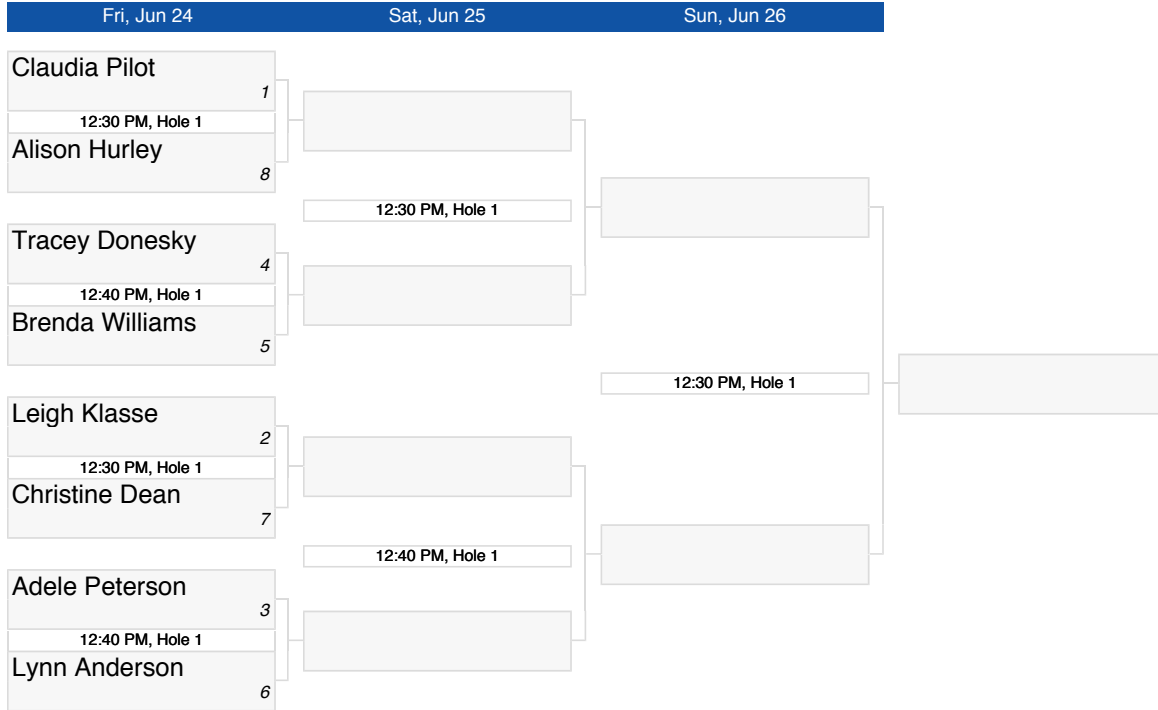 Fri, Jun 24
Sat, Jun 25
Sun, Jun 26
Claudia Pilot
1
12:30 PM, Hole 1
Alison Hurley
8
Tracey Donesky
4
12:40 PM, Hole 1
Brenda Williams
5
Leigh Klasse
2
12:30 PM, Hole 1
Christine Dean
7
Adele Peterson
3
12:40 PM, Hole 1
Lynn Anderson
6
12:30 PM, Hole 1
12:40 PM, Hole 1
12:30 PM, Hole 1